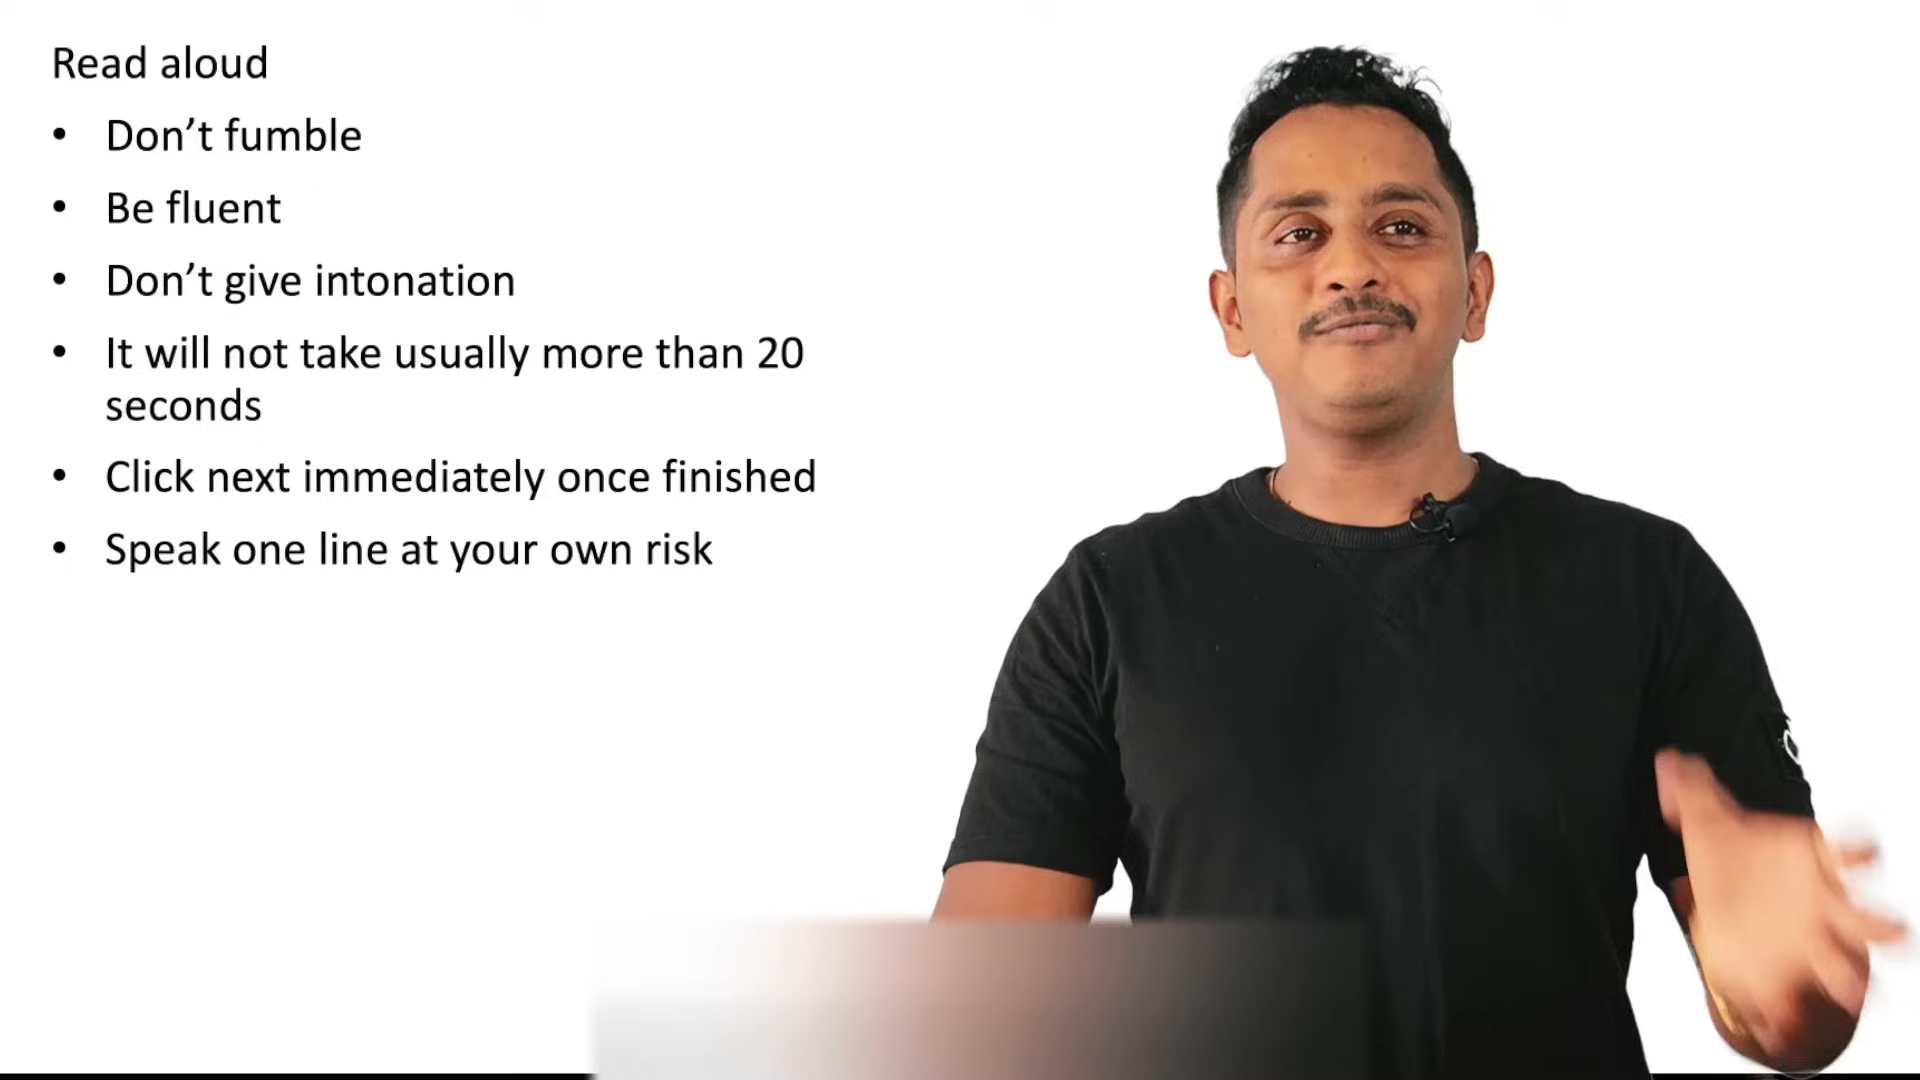 Read aloud
• Don’t fumble
• Be fluent
• Don’t give intonation
• It will not take usually more than 20
seconds
• Click next immediately once finished
• Speak one line at your own risk